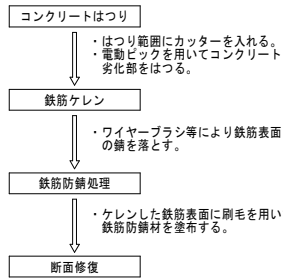 コンクリートはつり
・はつり範囲にカッターを入れる。
・電動ピックを用いてコンクリート
劣化部をはつる。
鉄筋ケレン
・ワイヤーブラシ等により鉄筋表面
の錆を落とす。
鉄筋防錆処理
・ケレンした鉄筋表面に刷毛を用い
鉄筋防錆材を塗布する。
断面修復